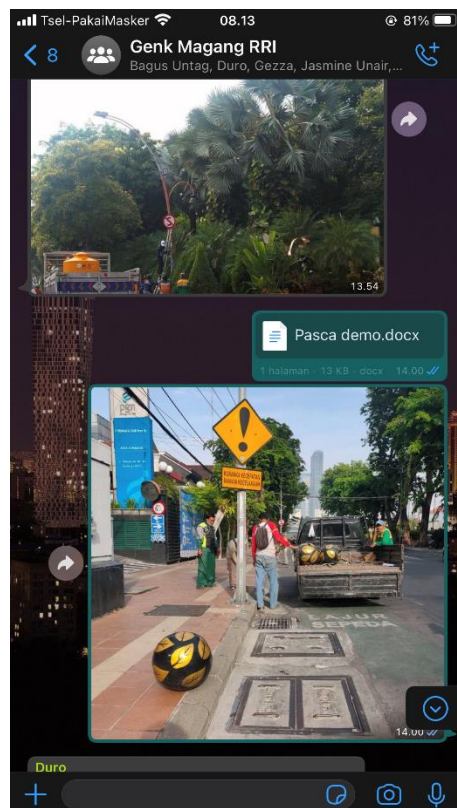 Tsel-PakaiMasker 08.13 81%
8 Genk Magang RRI
Bagus Untag, Duro, Gezza, Jasmine Unair,...
13.54
Pasca demo.docx
1 halaman · 13 KB · docx 14.00
JALUR
SEPEDA
14.00
Duro